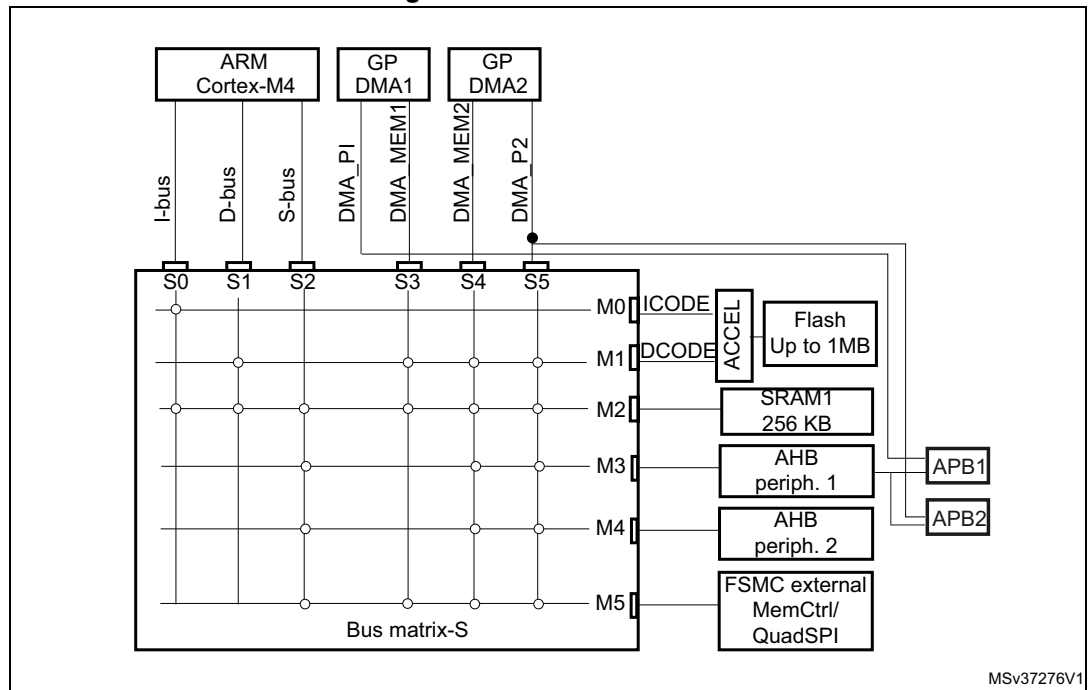 ARM
Cortex-M4
GP
DMA1
GP
DMA2
I-bus
D-bus
S-bus
DMA_PI
DMA_MEM1
DMA_MEM2
DMA_P2
S0 S1 S2 S3 S4 S5
M0 ICODE
M1 DCODE
ACCEL
Flash
Up to 1MB
M2
SRAM1
256 KB
M3
AHB
periph. 1
APB1
APB2
M4
AHB
periph. 2
M5
FSMC external
MemCtrl/
QuadSPI
Bus matrix-S
MSv37276V1